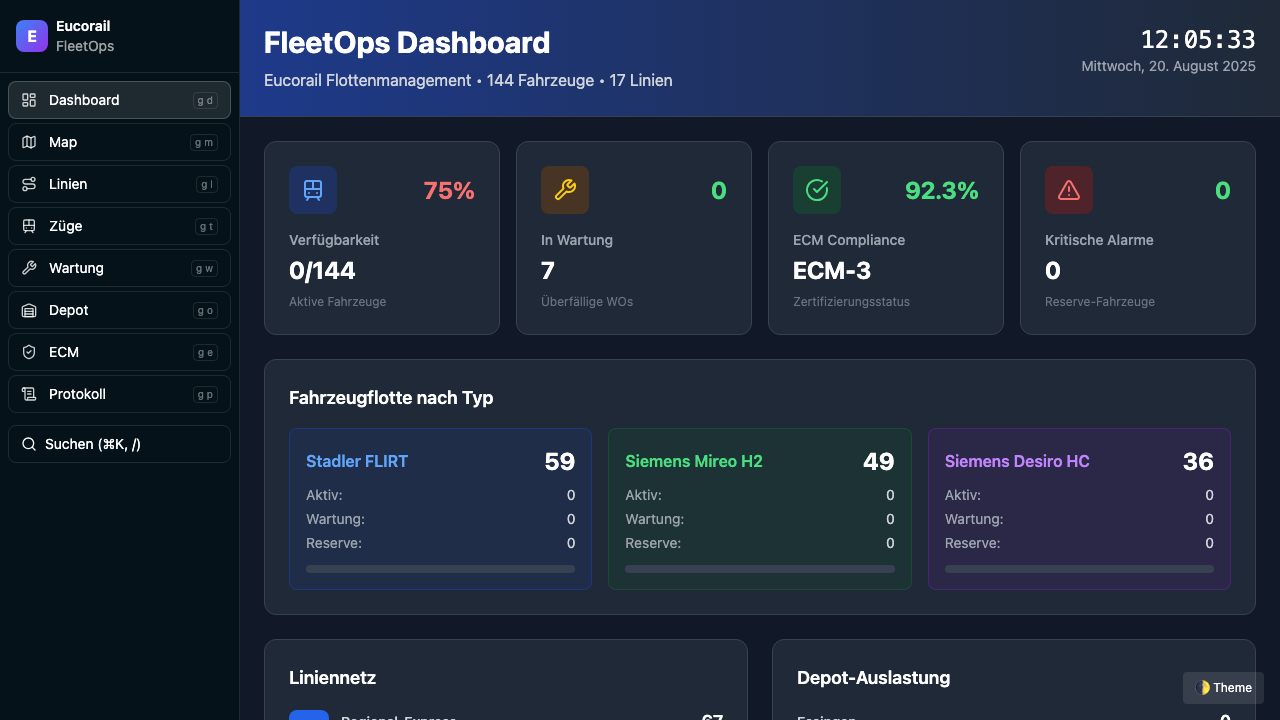 E
Eucorail
FleetOps
Dashboard g d
Map g m
Linien g l
Züge g t
Wartung g w
Depot g o
ECM g e
Protokoll g p
Suchen (⌘K, /)
FleetOps Dashboard
Eucorail Flottenmanagement • 144 Fahrzeuge • 17 Linien
12:05:33
Mittwoch, 20. August 2025
75%
Verfügbarkeit
0/144
Aktive Fahrzeuge
0
In Wartung
7
Überfällige WOs
92.3%
ECM Compliance
ECM-3
Zertifizierungsstatus
0
Kritische Alarme
0
Reserve-Fahrzeuge
Fahrzeugflotte nach Typ
Stadler FLIRT 59
Aktiv: 0
Wartung: 0
Reserve: 0
Siemens Mireo H2 49
Aktiv: 0
Wartung: 0
Reserve: 0
Siemens Desiro HC 36
Aktiv: 0
Wartung: 0
Reserve: 0
Liniennetz
Regional-Express 67
Depot-Auslastung
Essingen 0
Theme